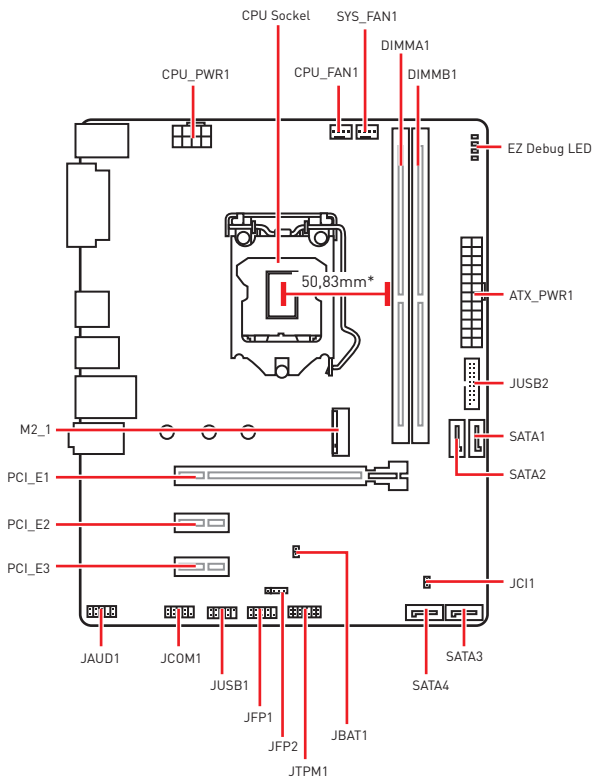 CPU Sockel
SYS_FAN1
DIMMA1
CPU_PWR1
CPU_FAN1
DIMMB1
EZ Debug LED
50,83mm*
ATX_PWR1
JUSB2
M2_1
SATA1
SATA2
PCI_E1
PCI_E2
PCI_E3
JCI1
JAUD1
JCOM1
SATA3
JUSB1
SATA4
JFP1
JBAT1
JFP2
JTPM1